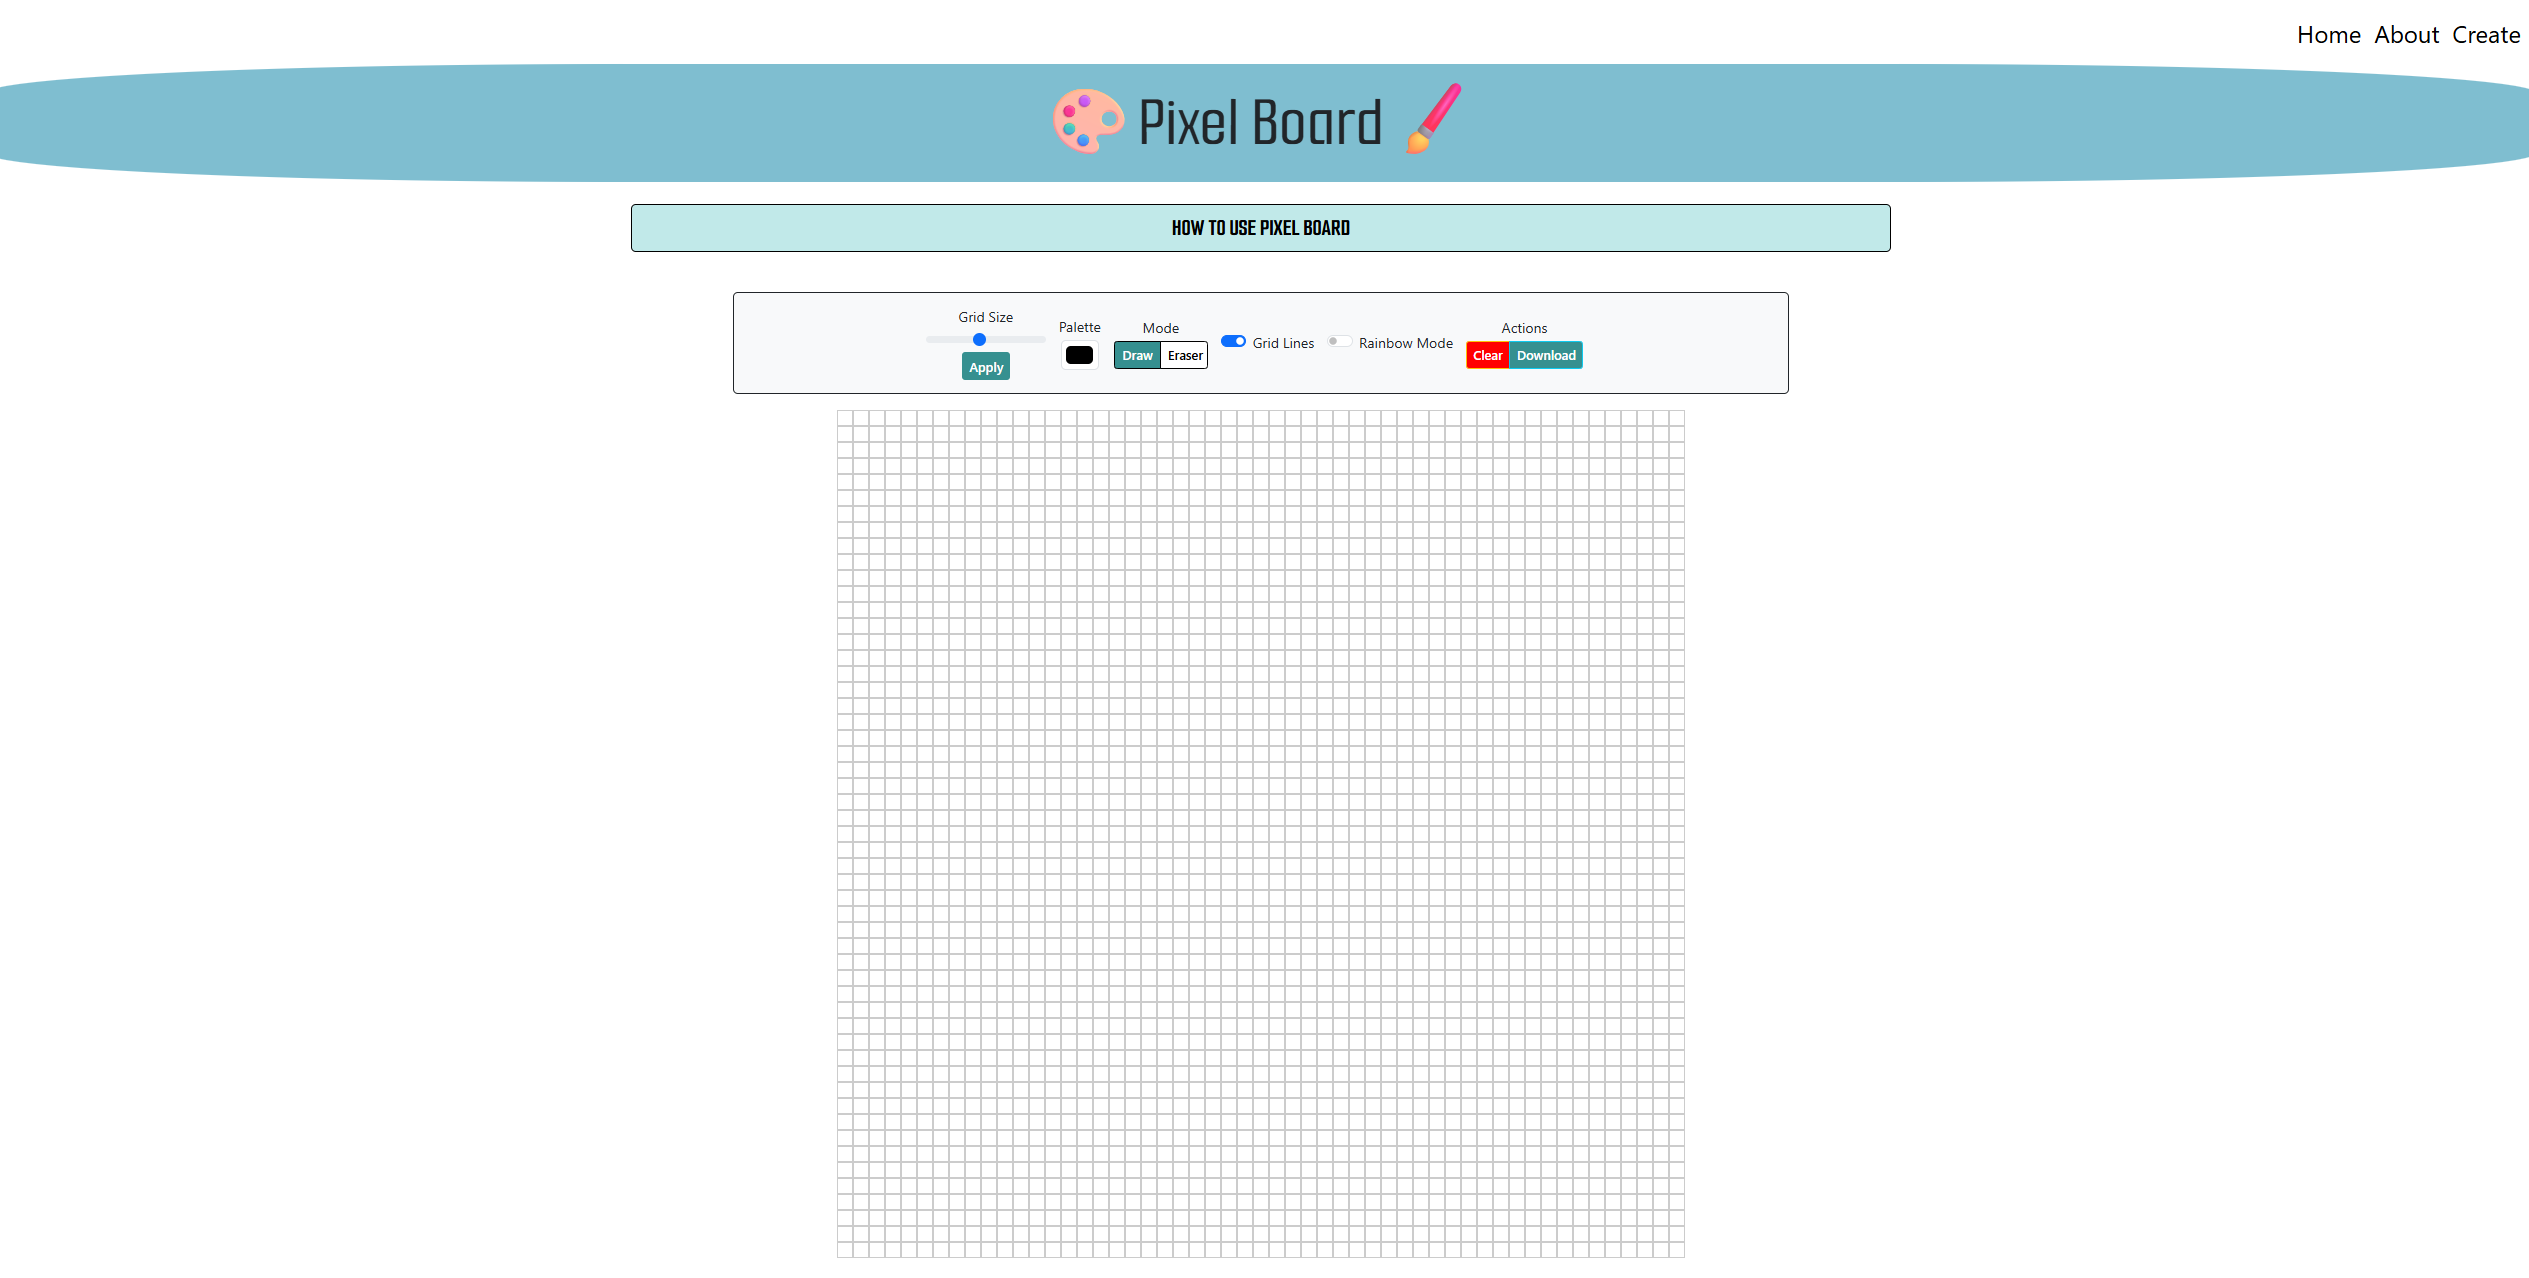 Home About Create
Pixel Board
HOW TO USE PIXEL BOARD
Grid Size
Apply
Palette
Mode
Draw Eraser
Grid Lines
Rainbow Mode
Actions
Clear Download